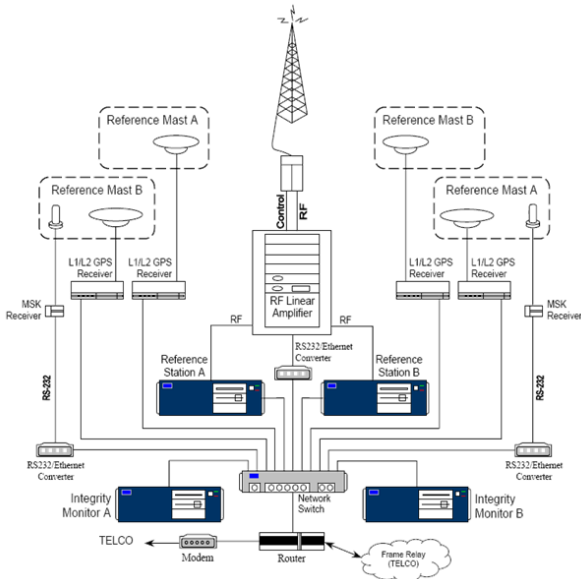 Reference Mast A
Reference Mast B
Reference Mast B
Reference Mast A
Control
RF
L1/L2 GPS
Receiver
L1/L2 GPS
Receiver
L1/L2 GPS
Receiver
L1/L2 GPS
Receiver
MSK
Receiver
RF Linear
Amplifier
MSK
Receiver
RF
RF
RS232/Ethernet
Converter
Reference
Station A
Reference
Station B
RS-232
RS-232
RS232/Ethernet
Converter
RS232/Ethernet
Converter
Network
Switch
Integrity
Monitor A
Integrity
Monitor B
TELCO
Modem
Router
Frame Relay
(TELCO)